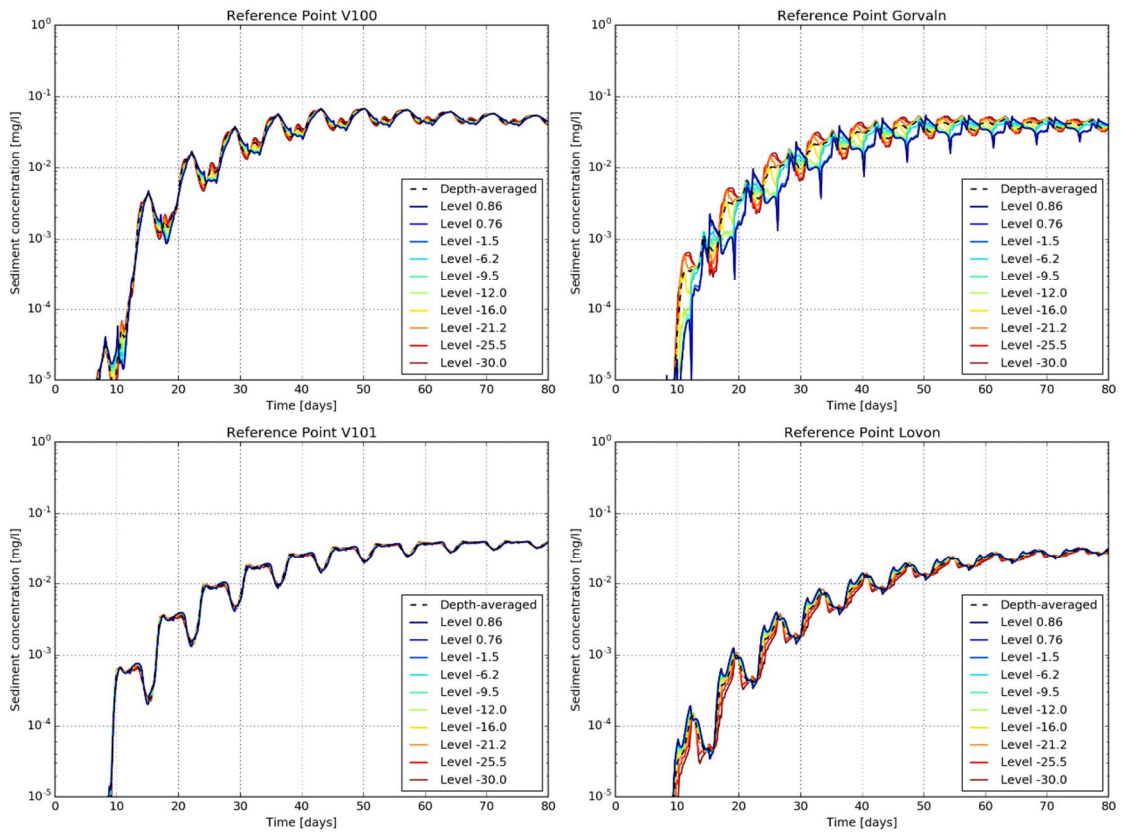 Reference Point V100
Sediment concentration [mg/l]
10^0
10^-1
10^-2
10^-3
10^-4
10^-5
0 10 20 30 40 50 60 70 80
Time [days]
Depth-averaged
Level 0.86
Level 0.76
Level -1.5
Level -6.2
Level -9.5
Level -12.0
Level -16.0
Level -21.2
Level -25.5
Level -30.0
Reference Point Gorvaln
Sediment concentration [mg/l]
10^0
10^-1
10^-2
10^-3
10^-4
10^-5
0 10 20 30 40 50 60 70 80
Time [days]
Depth-averaged
Level 0.86
Level 0.76
Level -1.5
Level -6.2
Level -9.5
Level -12.0
Level -16.0
Level -21.2
Level -25.5
Level -30.0
Reference Point V101
Sediment concentration [mg/l]
10^0
10^-1
10^-2
10^-3
10^-4
10^-5
0 10 20 30 40 50 60 70 80
Time [days]
Depth-averaged
Level 0.86
Level 0.76
Level -1.5
Level -6.2
Level -9.5
Level -12.0
Level -16.0
Level -21.2
Level -25.5
Level -30.0
Reference Point Lovon
Sediment concentration [mg/l]
10^0
10^-1
10^-2
10^-3
10^-4
10^-5
0 10 20 30 40 50 60 70 80
Time [days]
Depth-averaged
Level 0.86
Level 0.76
Level -1.5
Level -6.2
Level -9.5
Level -12.0
Level -16.0
Level -21.2
Level -25.5
Level -30.0